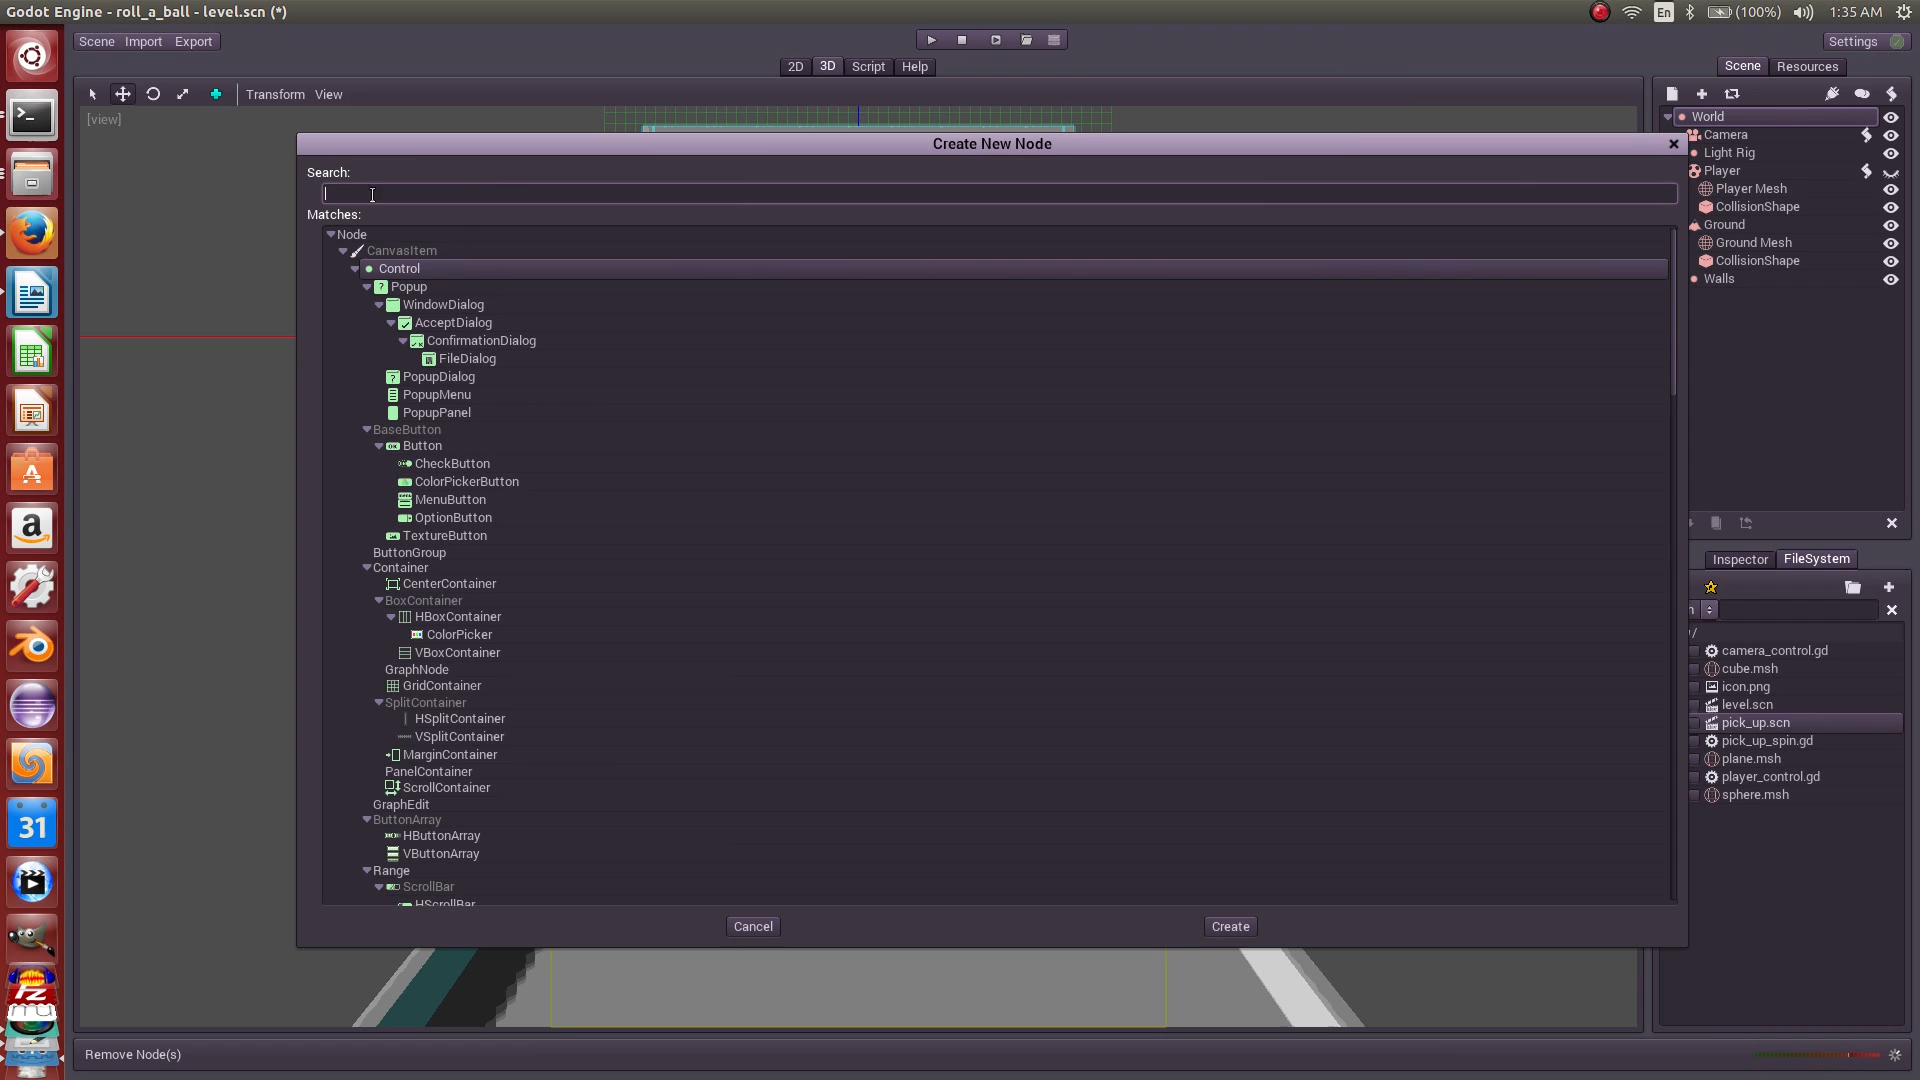 Godot Engine - roll_a_ball - level.scn (*)
En (100%) 1:35 AM
Scene Import Export
Settings
2D 3D Script Help
Scene Resources
Transform View
[view]
World
Camera
Light Rig
Player
Player Mesh
CollisionShape
Ground
Ground Mesh
CollisionShape
Walls
Create New Node
Search:
Matches:
Node
CanvasItem
Control
Popup
WindowDialog
AcceptDialog
ConfirmationDialog
FileDialog
PopupDialog
PopupMenu
PopupPanel
BaseButton
Button
CheckButton
ColorPickerButton
MenuButton
OptionButton
TextureButton
ButtonGroup
Container
CenterContainer
BoxContainer
HBoxContainer
ColorPicker
VBoxContainer
GraphNode
GridContainer
SplitContainer
HSplitContainer
VSplitContainer
MarginContainer
PanelContainer
ScrollContainer
GraphEdit
ButtonArray
HButtonArray
VButtonArray
Range
ScrollBar
HScrollBar
Cancel Create
Inspector FileSystem
/
camera_control.gd
cube.msh
icon.png
level.scn
pick_up.scn
pick_up_spin.gd
plane.msh
player_control.gd
sphere.msh
31
Remove Node(s)